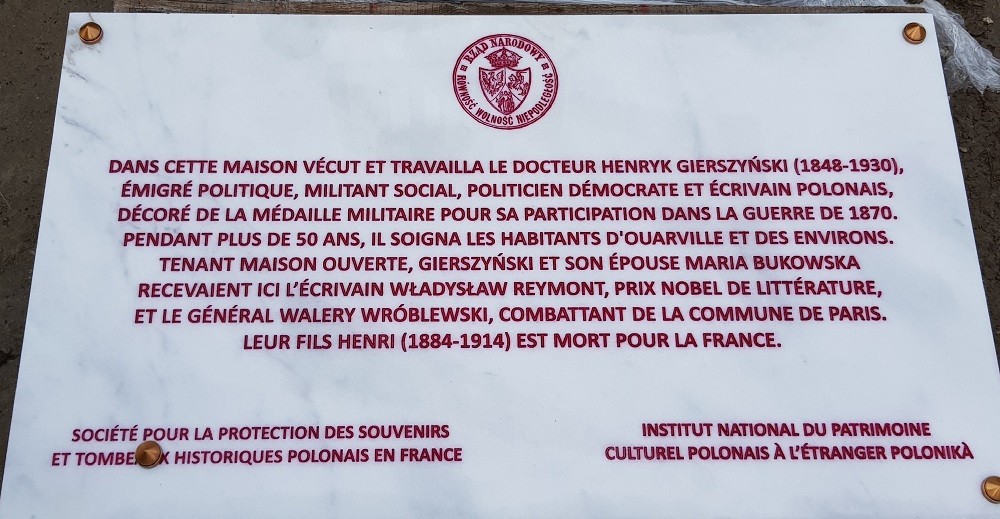 RZĄD NARODOWY
RÓWNOŚĆ WOLNOŚĆ NIEPODLEGŁOŚĆ
DANS CETTE MAISON VÉCUT ET TRAVAILLA LE DOCTEUR HENRYK GIERSZYŃSKI (1848-1930),
ÉMIGRÉ POLITIQUE, MILITANT SOCIAL, POLITICIEN DÉMOCRATE ET ÉCRIVAIN POLONAIS,
DÉCORÉ DE LA MÉDAILLE MILITAIRE POUR SA PARTICIPATION DANS LA GUERRE DE 1870.
PENDANT PLUS DE 50 ANS, IL SOIGNA LES HABITANTS D'OUARVILLE ET DES ENVIRONS.
TENANT MAISON OUVERTE, GIERSZYŃSKI ET SON ÉPOUSE MARIA BUKOWSKA
RECEVAIENT ICI L'ÉCRIVAIN WŁADYSŁAW REYMONT, PRIX NOBEL DE LITTÉRATURE,
ET LE GÉNÉRAL WALERY WRÓBLEWSKI, COMBATTANT DE LA COMMUNE DE PARIS.
LEUR FILS HENRI (1884-1914) EST MORT POUR LA FRANCE.
SOCIÉTÉ POUR LA PROTECTION DES SOUVENIRS
ET TOMBEAUX HISTORIQUES POLONAIS EN FRANCE
INSTITUT NATIONAL DU PATRIMOINE
CULTUREL POLONAIS À L'ÉTRANGER POLONIKÀ